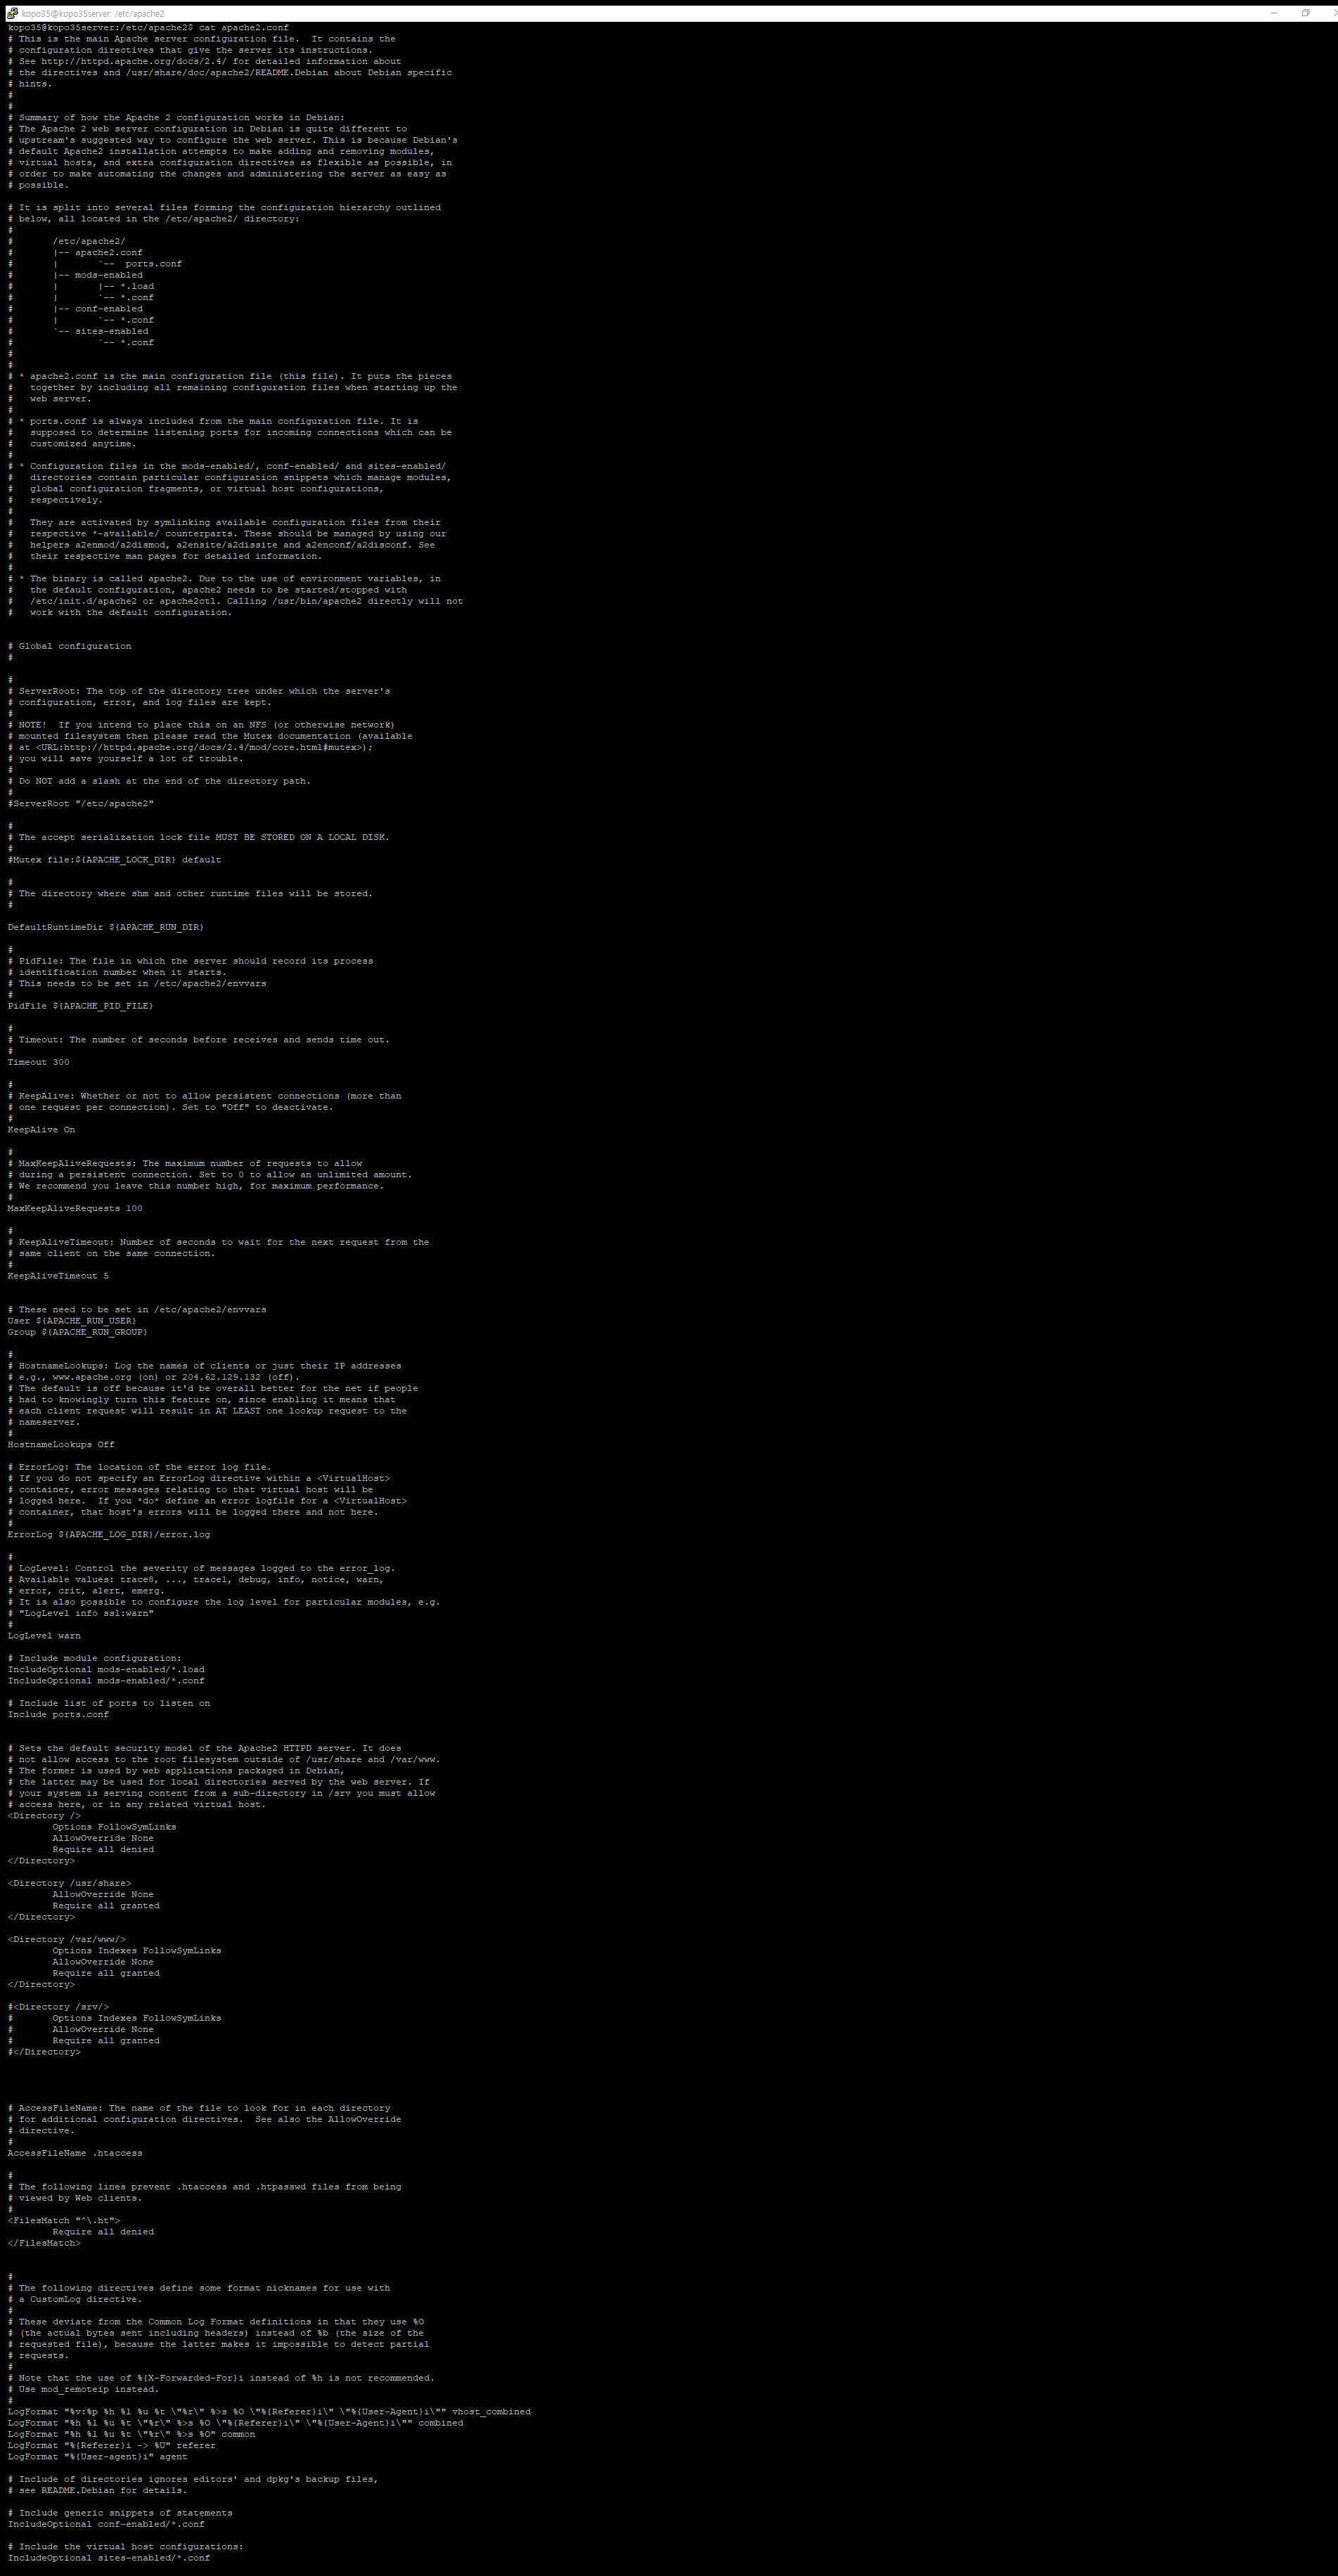 kopo35@kopo35server: /etc/apache2
kopo35@kopo35server:/etc/apache2$ cat apache2.conf
# This is the main Apache server configuration file.  It contains the
# configuration directives that give the server its instructions.
# See http://httpd.apache.org/docs/2.4/ for detailed information about
# the directives and /usr/share/doc/apache2/README.Debian about Debian specific
# hints.
#
#
# Summary of how the Apache 2 configuration works in Debian:
# The Apache 2 web server configuration in Debian is quite different to
# upstream's suggested way to configure the web server. This is because Debian's
# default Apache2 installation attempts to make adding and removing modules,
# virtual hosts, and extra configuration directives as flexible as possible, in
# order to make automating the changes and administering the server as easy as
# possible.

# It is split into several files forming the configuration hierarchy outlined
# below, all located in the /etc/apache2/ directory:
#
#       /etc/apache2/
#       |-- apache2.conf
#       |       `--  ports.conf
#       |-- mods-enabled
#       |       |-- *.load
#       |       `-- *.conf
#       |-- conf-enabled
#       |       `-- *.conf
#       `-- sites-enabled
#               `-- *.conf
#
#
# * apache2.conf is the main configuration file (this file). It puts the pieces
#   together by including all remaining configuration files when starting up the
#   web server.
#
# * ports.conf is always included from the main configuration file. It is
#   supposed to determine listening ports for incoming connections which can be
#   customized anytime.
#
# * Configuration files in the mods-enabled/, conf-enabled/ and sites-enabled/
#   directories contain particular configuration snippets which manage modules,
#   global configuration fragments, or virtual host configurations,
#   respectively.
#
#   They are activated by symlinking available configuration files from their
#   respective *-available/ counterparts. These should be managed by using our
#   helpers a2enmod/a2dismod, a2ensite/a2dissite and a2enconf/a2disconf. See
#   their respective man pages for detailed information.
#
# * The binary is called apache2. Due to the use of environment variables, in
#   the default configuration, apache2 needs to be started/stopped with
#   /etc/init.d/apache2 or apache2ctl. Calling /usr/bin/apache2 directly will not
#   work with the default configuration.


# Global configuration
#

#
# ServerRoot: The top of the directory tree under which the server's
# configuration, error, and log files are kept.
#
# NOTE!  If you intend to place this on an NFS (or otherwise network)
# mounted filesystem then please read the Mutex documentation (available
# at <URL:http://httpd.apache.org/docs/2.4/mod/core.html#mutex>);
# you will save yourself a lot of trouble.
#
# Do NOT add a slash at the end of the directory path.
#
#ServerRoot "/etc/apache2"

#
# The accept serialization lock file MUST BE STORED ON A LOCAL DISK.
#
#Mutex file:${APACHE_LOCK_DIR} default

#
# The directory where shm and other runtime files will be stored.
#

DefaultRuntimeDir ${APACHE_RUN_DIR}

#
# PidFile: The file in which the server should record its process
# identification number when it starts.
# This needs to be set in /etc/apache2/envvars
#
PidFile ${APACHE_PID_FILE}

#
# Timeout: The number of seconds before receives and sends time out.
#
Timeout 300

#
# KeepAlive: Whether or not to allow persistent connections (more than
# one request per connection). Set to "Off" to deactivate.
#
KeepAlive On

#
# MaxKeepAliveRequests: The maximum number of requests to allow
# during a persistent connection. Set to 0 to allow an unlimited amount.
# We recommend you leave this number high, for maximum performance.
#
MaxKeepAliveRequests 100

#
# KeepAliveTimeout: Number of seconds to wait for the next request from the
# same client on the same connection.
#
KeepAliveTimeout 5


# These need to be set in /etc/apache2/envvars
User ${APACHE_RUN_USER}
Group ${APACHE_RUN_GROUP}

#
# HostnameLookups: Log the names of clients or just their IP addresses
# e.g., www.apache.org (on) or 204.62.129.132 (off).
# The default is off because it'd be overall better for the net if people
# had to knowingly turn this feature on, since enabling it means that
# each client request will result in AT LEAST one lookup request to the
# nameserver.
#
HostnameLookups Off

# ErrorLog: The location of the error log file.
# If you do not specify an ErrorLog directive within a <VirtualHost>
# container, error messages relating to that virtual host will be
# logged here.  If you *do* define an error logfile for a <VirtualHost>
# container, that host's errors will be logged there and not here.
#
ErrorLog ${APACHE_LOG_DIR}/error.log

#
# LogLevel: Control the severity of messages logged to the error_log.
# Available values: trace8, ..., trace1, debug, info, notice, warn,
# error, crit, alert, emerg.
# It is also possible to configure the log level for particular modules, e.g.
# "LogLevel info ssl:warn"
#
LogLevel warn

# Include module configuration:
IncludeOptional mods-enabled/*.load
IncludeOptional mods-enabled/*.conf

# Include list of ports to listen on
Include ports.conf


# Sets the default security model of the Apache2 HTTPD server. It does
# not allow access to the root filesystem outside of /usr/share and /var/www.
# The former is used by web applications packaged in Debian,
# the latter may be used for local directories served by the web server. If
# your system is serving content from a sub-directory in /srv you must allow
# access here, or in any related virtual host.
<Directory />
        Options FollowSymLinks
        AllowOverride None
        Require all denied
</Directory>

<Directory /usr/share>
        AllowOverride None
        Require all granted
</Directory>

<Directory /var/www/>
        Options Indexes FollowSymLinks
        AllowOverride None
        Require all granted
</Directory>

#<Directory /srv/>
#       Options Indexes FollowSymLinks
#       AllowOverride None
#       Require all granted
#</Directory>




# AccessFileName: The name of the file to look for in each directory
# for additional configuration directives.  See also the AllowOverride
# directive.
#
AccessFileName .htaccess

#
# The following lines prevent .htaccess and .htpasswd files from being
# viewed by Web clients.
#
<FilesMatch "^\.ht">
        Require all denied
</FilesMatch>


#
# The following directives define some format nicknames for use with
# a CustomLog directive.
#
# These deviate from the Common Log Format definitions in that they use %O
# (the actual bytes sent including headers) instead of %b (the size of the
# requested file), because the latter makes it impossible to detect partial
# requests.
#
# Note that the use of %{X-Forwarded-For}i instead of %h is not recommended.
# Use mod_remoteip instead.
#
LogFormat "%v:%p %h %l %u %t \"%r\" %>s %O \"%{Referer}i\" \"%{User-Agent}i\"" vhost_combined
LogFormat "%h %l %u %t \"%r\" %>s %O \"%{Referer}i\" \"%{User-Agent}i\"" combined
LogFormat "%h %l %u %t \"%r\" %>s %O" common
LogFormat "%{Referer}i -> %U" referer
LogFormat "%{User-agent}i" agent

# Include of directories ignores editors' and dpkg's backup files,
# see README.Debian for details.

# Include generic snippets of statements
IncludeOptional conf-enabled/*.conf

# Include the virtual host configurations:
IncludeOptional sites-enabled/*.conf